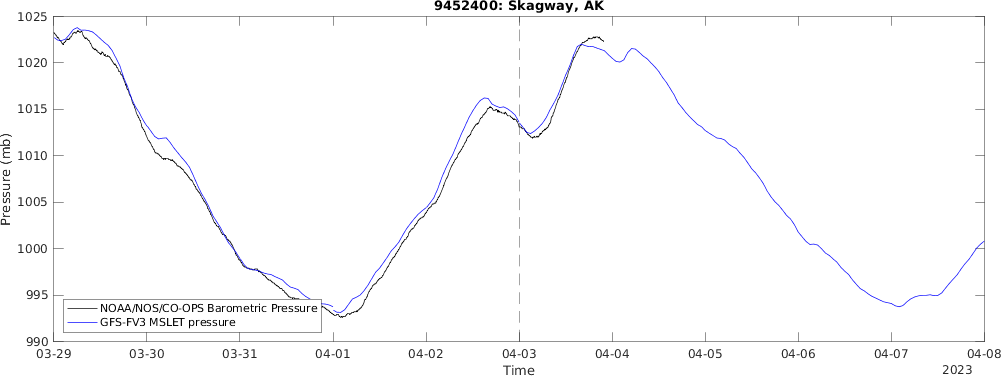 9452400: Skagway, AK
1025
1020
1015
1010
1005
1000
995
990
Pressure (mb)
NOAA/NOS/CO-OPS Barometric Pressure
GFS-FV3 MSLET pressure
03-29 03-30 03-31 04-01 04-02 04-03 04-04 04-05 04-06 04-07 04-08
Time
2023